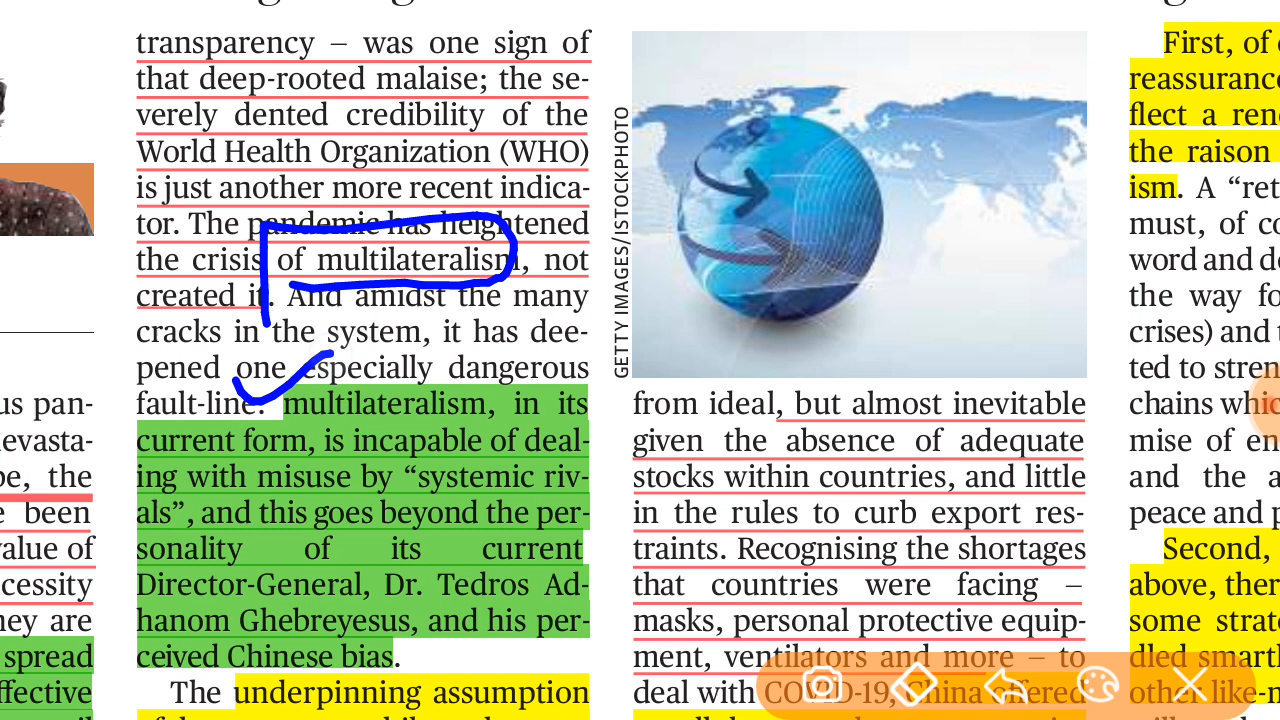 us pan-
evasta-
pe, the
e been
value of
cessity
hey are
spread
ffective
transparency – was one sign of
that deep-rooted malaise; the se-
verely dented credibility of the
World Health Organization (WHO)
is just another more recent indica-
tor. The pandemic has heightened
the crisis of multilateralism, not
created it. And amidst the many
cracks in the system, it has dee-
pened one especially dangerous
fault-line: multilateralism, in its
current form, is incapable of deal-
ing with misuse by “systemic riv-
als”, and this goes beyond the per-
sonality of its current
Director-General, Dr. Tedros Ad-
hanom Ghebreyesus, and his per-
ceived Chinese bias.
The underpinning assumption
GETTY IMAGES/ISTOCKPHOTO
from ideal, but almost inevitable
given the absence of adequate
stocks within countries, and little
in the rules to curb export res-
traints. Recognising the shortages
that countries were facing –
masks, personal protective equip-
ment, ventilators and more – to
deal with COVID-19, China offered
First, of
reassurance
flect a ren
the raison
ism. A “ret
must, of co
word and de
the way fo
crises) and t
ted to stren
chains which
mise of en
and the a
peace and p
Second,
above, ther
some strate
dled smartl
other like-m